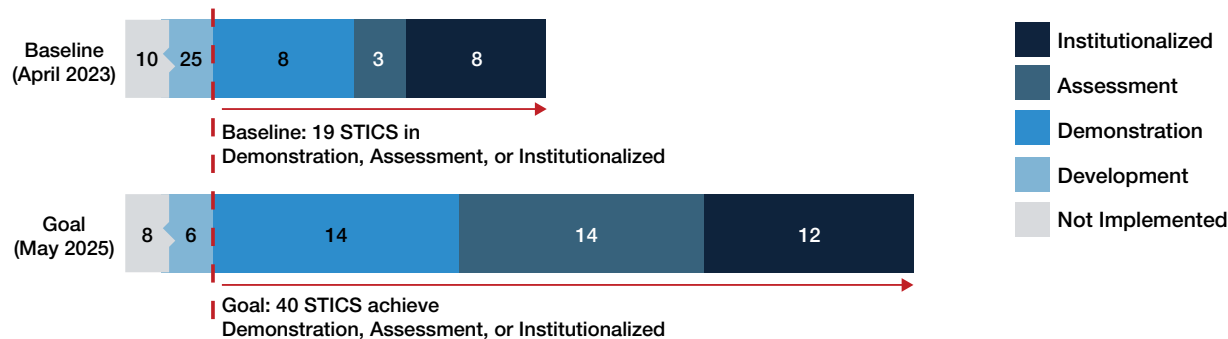 Baseline
(April 2023)
10 25 8 3 8
Baseline: 19 STICS in
Demonstration, Assessment, or Institutionalized
Goal
(May 2025)
8 6 14 14 12
Goal: 40 STICS achieve
Demonstration, Assessment, or Institutionalized
Institutionalized
Assessment
Demonstration
Development
Not Implemented